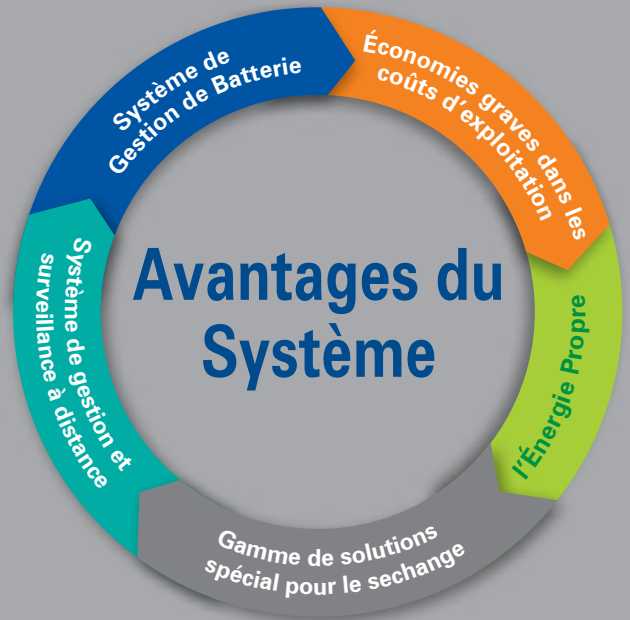 Avantages du
Système
Système de
Gestion de Batterie
Économies graves dans les
coûts d'exploitation
l'Énergie Propre
Gamme de solutions
spécial pour le sechange
Système de gestion et
surveillance à distance